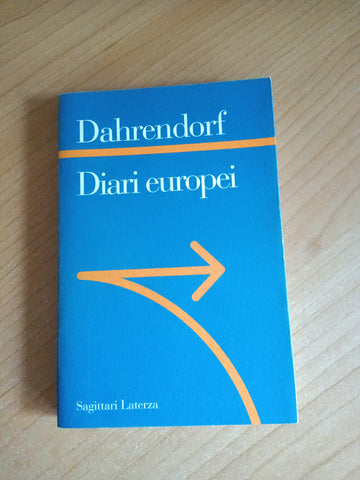 Dahrendorf
Diari europei
Sagittari Laterza